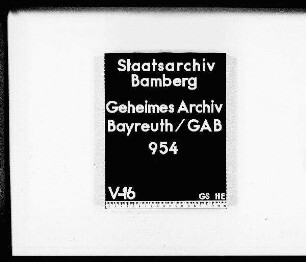 Staatsarchiv
Bamberg
Geheimes Archiv
Bayreuth/GAB
954
V-16
GS HE